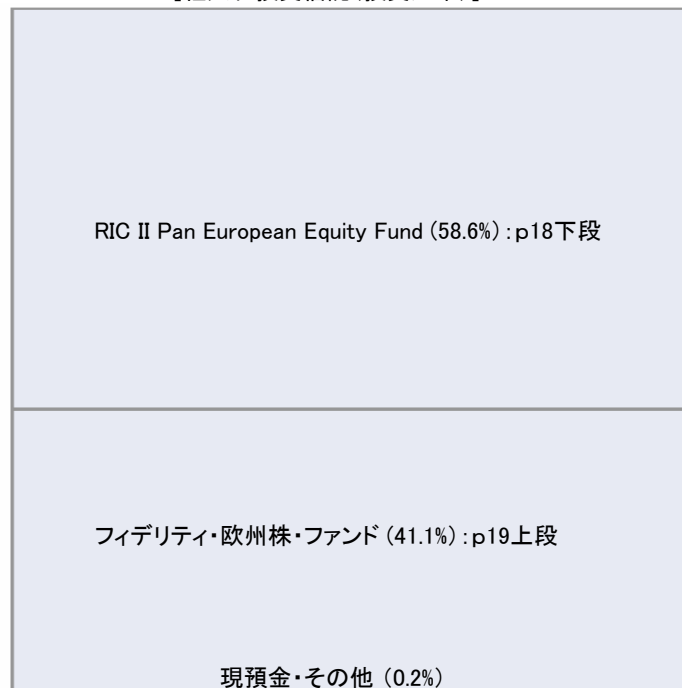 RIC II Pan European Equity Fund (58.6%) : p18下段
フィデリティ・欧州株・ファンド (41.1%) : p19上段
現預金・その他 (0.2%)